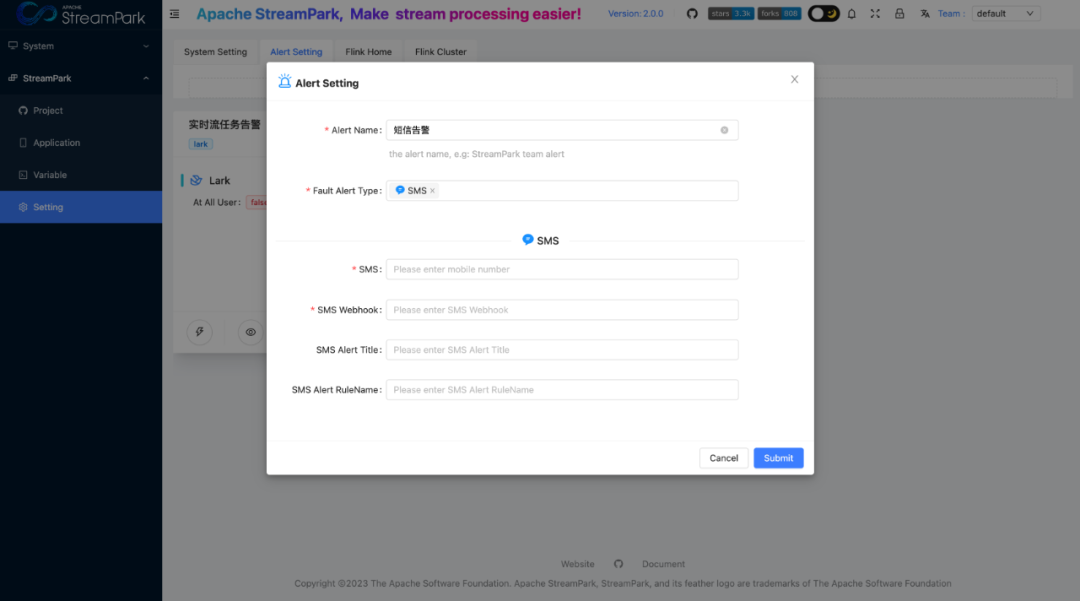 APACHE
StreamPark
Apache StreamPark, Make stream processing easier!
Version: 2.0.0
stars 3.3k
forks 806
Team :
default
System
StreamPark
Project
Application
Variable
Setting
System Setting
Alert Setting
Flink Home
Flink Cluster
实时流任务告警
lark
Lark
At All User :
false
Alert Setting
* Alert Name :
短信告警
the alert name, e.g: StreamPark team alert
* Fault Alert Type :
SMS
SMS
* SMS :
Please enter mobile number
* SMS Webhook :
Please enter SMS Webhook
SMS Alert Title :
Please enter SMS Alert Title
SMS Alert RuleName :
Please enter SMS Alert RuleName
Cancel
Submit
Website
Document
Copyright ©2023 The Apache Software Foundation. Apache StreamPark, StreamPark, and its feather logo are trademarks of The Apache Software Foundation